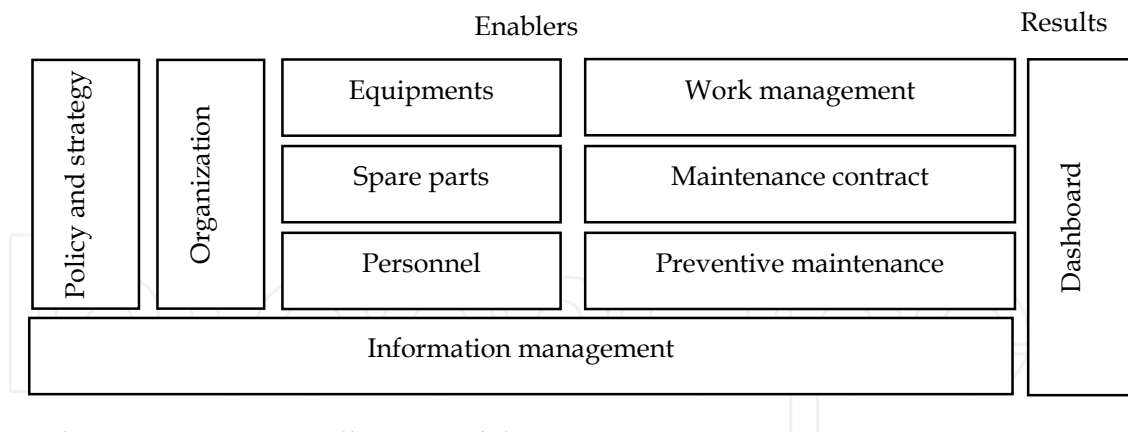 Enablers
Results
Policy and strategy
Organization
Equipments
Work management
Spare parts
Maintenance contract
Personnel
Preventive maintenance
Dashboard
Information management